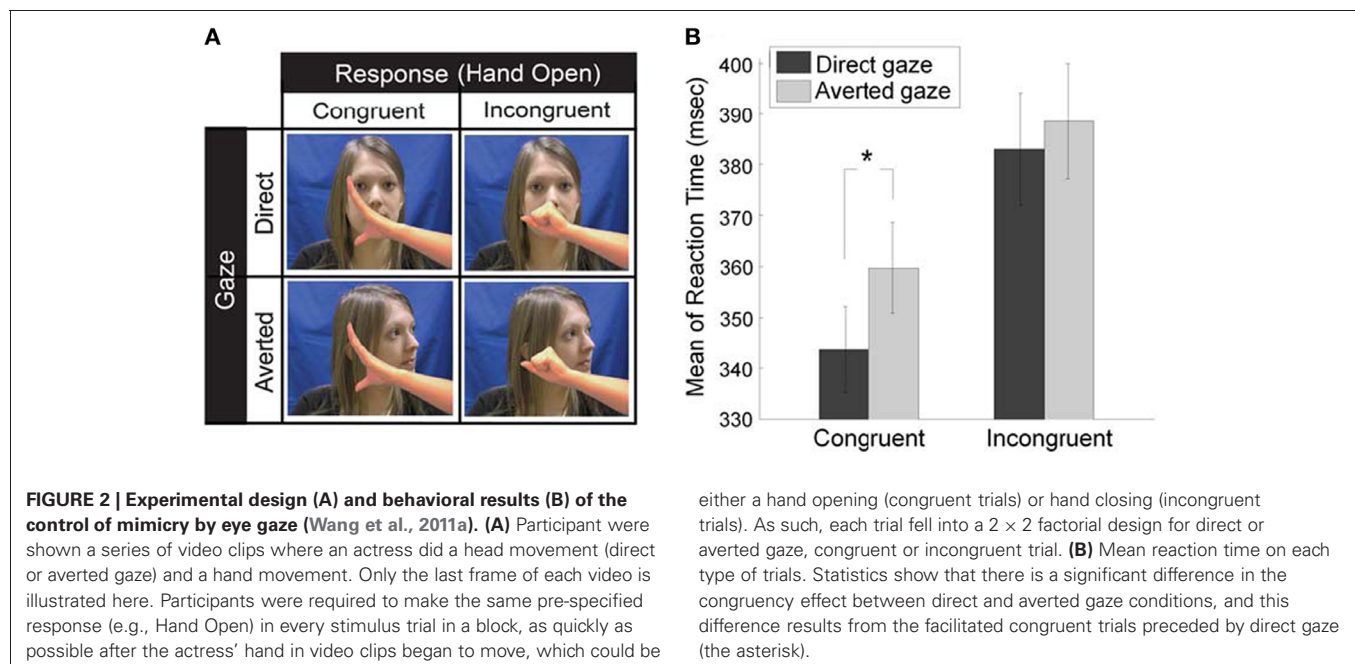 A
Response (Hand Open)
Congruent Incongruent
Gaze
Direct
Averted
B
Direct gaze
Averted gaze
Mean of Reaction Time (msec)
400
390
380
370
360
350
340
330
*
Congruent Incongruent
FIGURE 2 | Experimental design (A) and behavioral results (B) of the
control of mimicry by eye gaze (Wang et al., 2011a). (A) Participant were
shown a series of video clips where an actress did a head movement (direct
or averted gaze) and a hand movement. Only the last frame of each video is
illustrated here. Participants were required to make the same pre-specified
response (e.g., Hand Open) in every stimulus trial in a block, as quickly as
possible after the actress’ hand in video clips began to move, which could be
either a hand opening (congruent trials) or hand closing (incongruent
trials). As such, each trial fell into a 2 × 2 factorial design for direct or
averted gaze, congruent or incongruent trial. (B) Mean reaction time on each
type of trials. Statistics show that there is a significant difference in the
congruency effect between direct and averted gaze conditions, and this
difference results from the facilitated congruent trials preceded by direct gaze
(the asterisk).